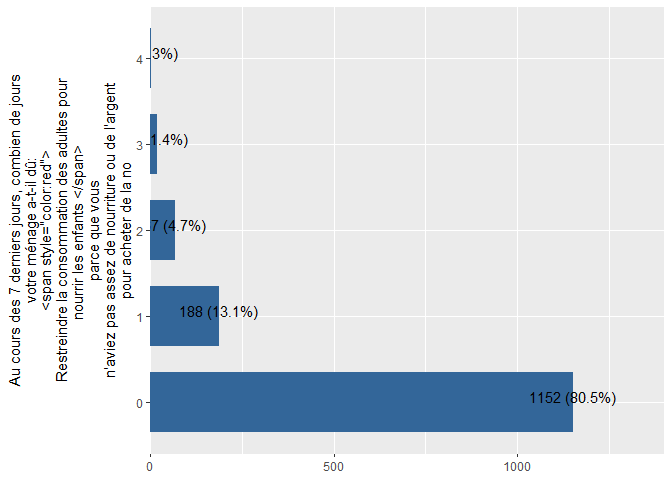 Au cours des 7 derniers jours, combien de jours
votre ménage a-t-il dû:
<span style="color:red">
Restreindre la consommation des adultes pour
nourrir les enfants </span>
parce que vous
n'aviez pas assez de nourriture ou de l'argent
pour acheter de la no
4
3%)
3
1.4%)
2
7 (4.7%)
1
188 (13.1%)
0
1152 (80.5%)
0
500
1000